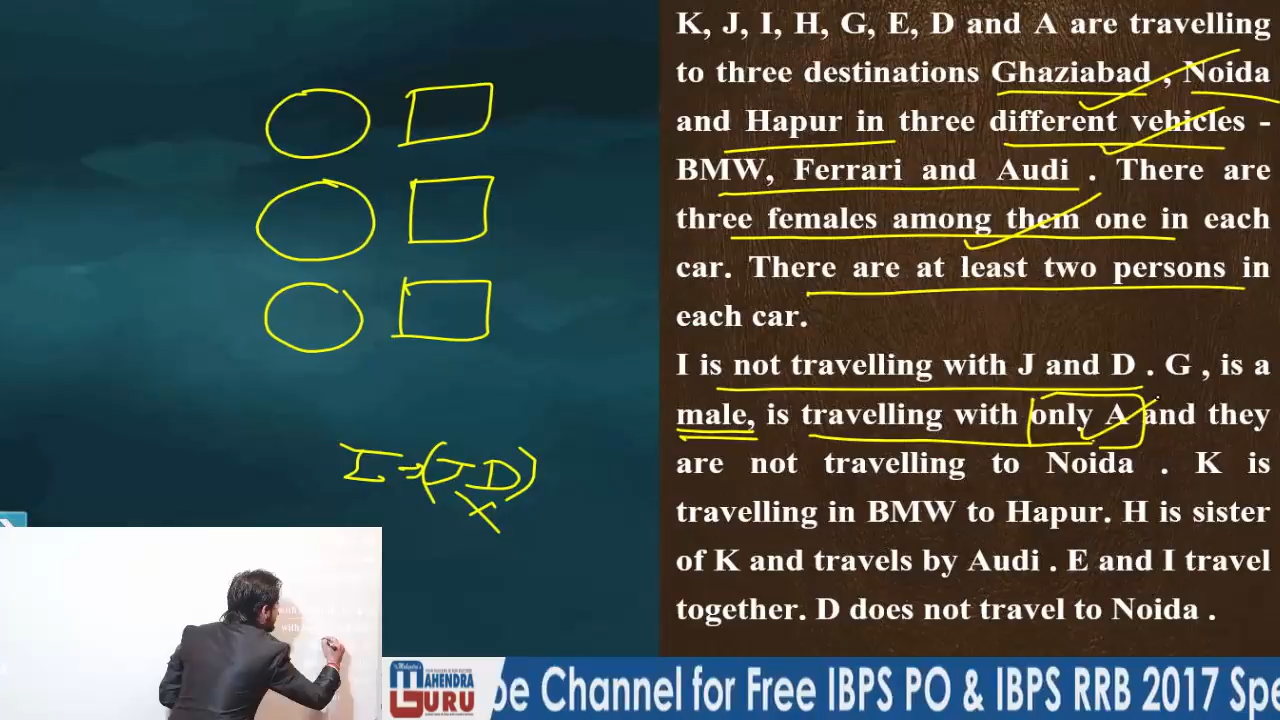 K, J, I, H, G, E, D and A are travelling
to three destinations Ghaziabad , Noida
and Hapur in three different vehicles -
BMW, Ferrari and Audi . There are
three females among them one in each
car. There are at least two persons in
each car.
I is not travelling with J and D . G , is a
male, is travelling with only A and they
are not travelling to Noida . K is
travelling in BMW to Hapur. H is sister
of K and travels by Audi . E and I travel
together. D does not travel to Noida .
I → (J D)
X
MAHENDRA
GURU
be Channel for Free IBPS PO & IBPS RRB 2017 Spe